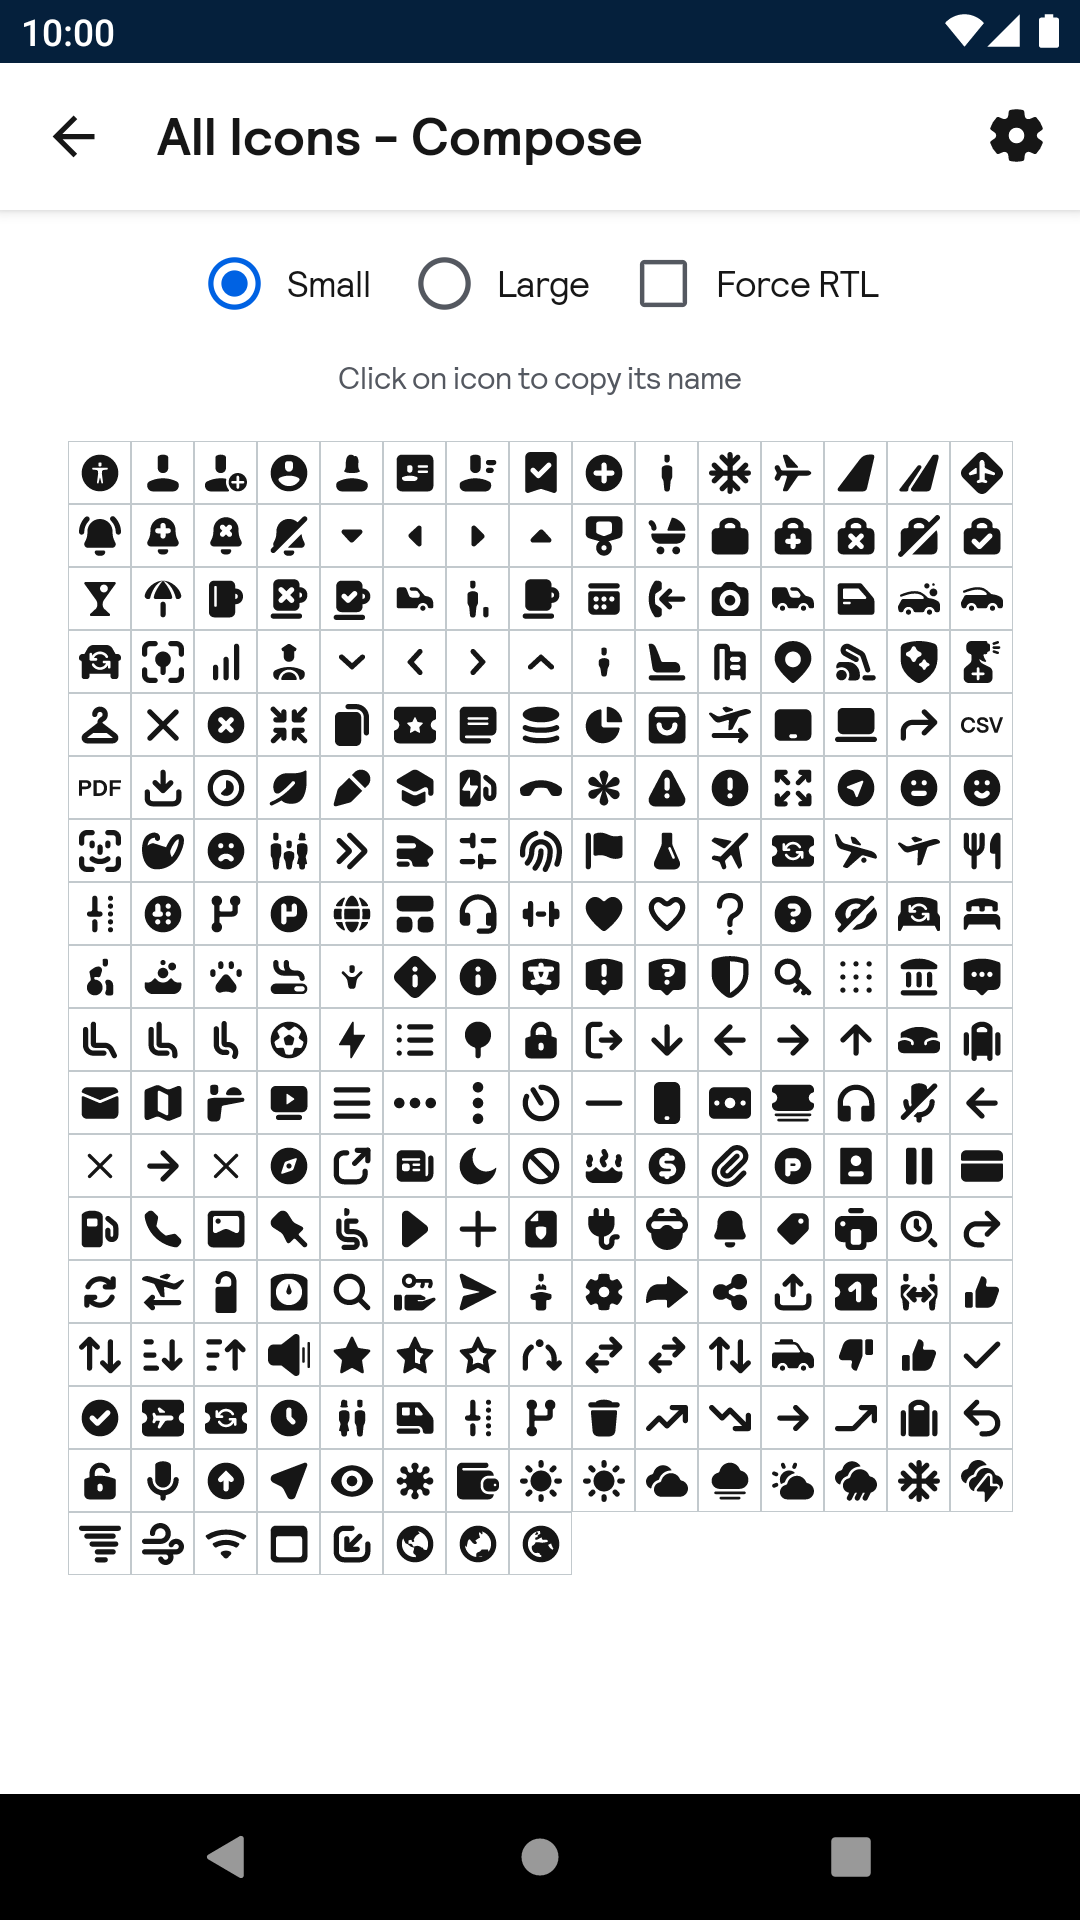 10:00
All Icons - Compose
Small
Large
Force RTL
Click on icon to copy its name
CSV
PDF